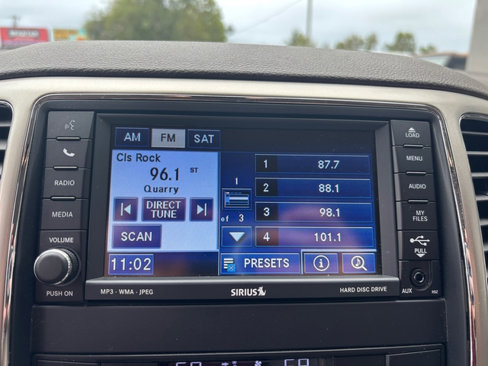 AM FM SAT
Cls Rock
96.1 ST
Quarry
DIRECT
TUNE
SCAN
11:02
1
of 3
1 87.7
2 88.1
3 98.1
4 101.1
PRESETS
i
RADIO
MEDIA
VOLUME
PUSH ON
LOAD
MENU
AUDIO
MY
FILES
PULL
AUX
MP3 - WMA - JPEG
SIRIUS
HARD DISC DRIVE